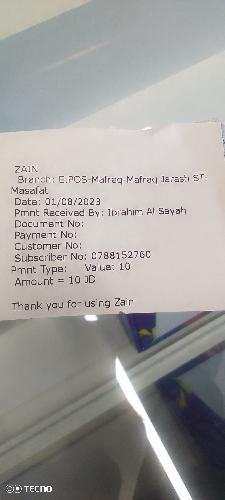 ZAIN
Branch: E.POS-Mafraq-Mafraq Jarash ST.
Masafat
Date: 01/08/2023
Pmnt Received By: Ibrahim Al Sayah
Document No:
Payment No:
Customer No:
Subscriber No: 0788152760
Pmnt Type: Value: 10
Amount = 10 JD
Thank you for using Zain
TECNO